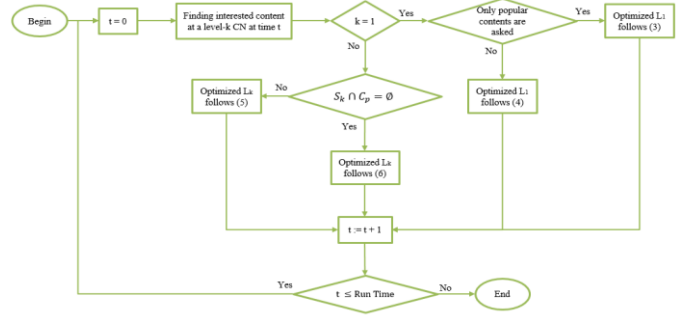 Begin
t = 0
Finding interested content
at a level-k CN at time t
k = 1
Yes
Only popular
contents are
asked
Yes
Optimized L1
follows (3)
No
No
Optimized Lk
follows (5)
No
Sk ∩ Cp = ∅
Optimized L1
follows (4)
Yes
Optimized Lk
follows (6)
t := t + 1
Yes
t ≤ Run Time
No
End